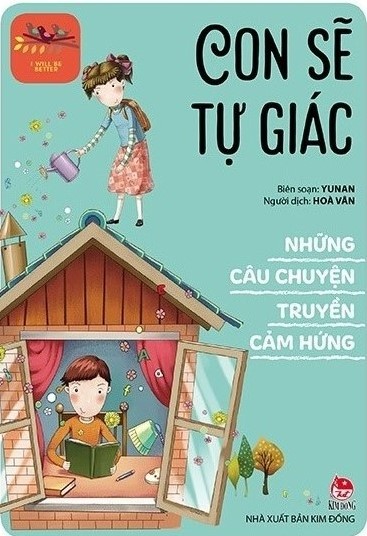 I WILL BE
BETTER
CON SẼ
TỰ GIÁC
Biên soạn: YUNAN
Người dịch: HOÀ VÂN
NHỮNG
CÂU CHUYỆN
TRUYỀN
CẢM HỨNG
KIM ĐỒNG
NHÀ XUẤT BẢN KIM ĐỒNG